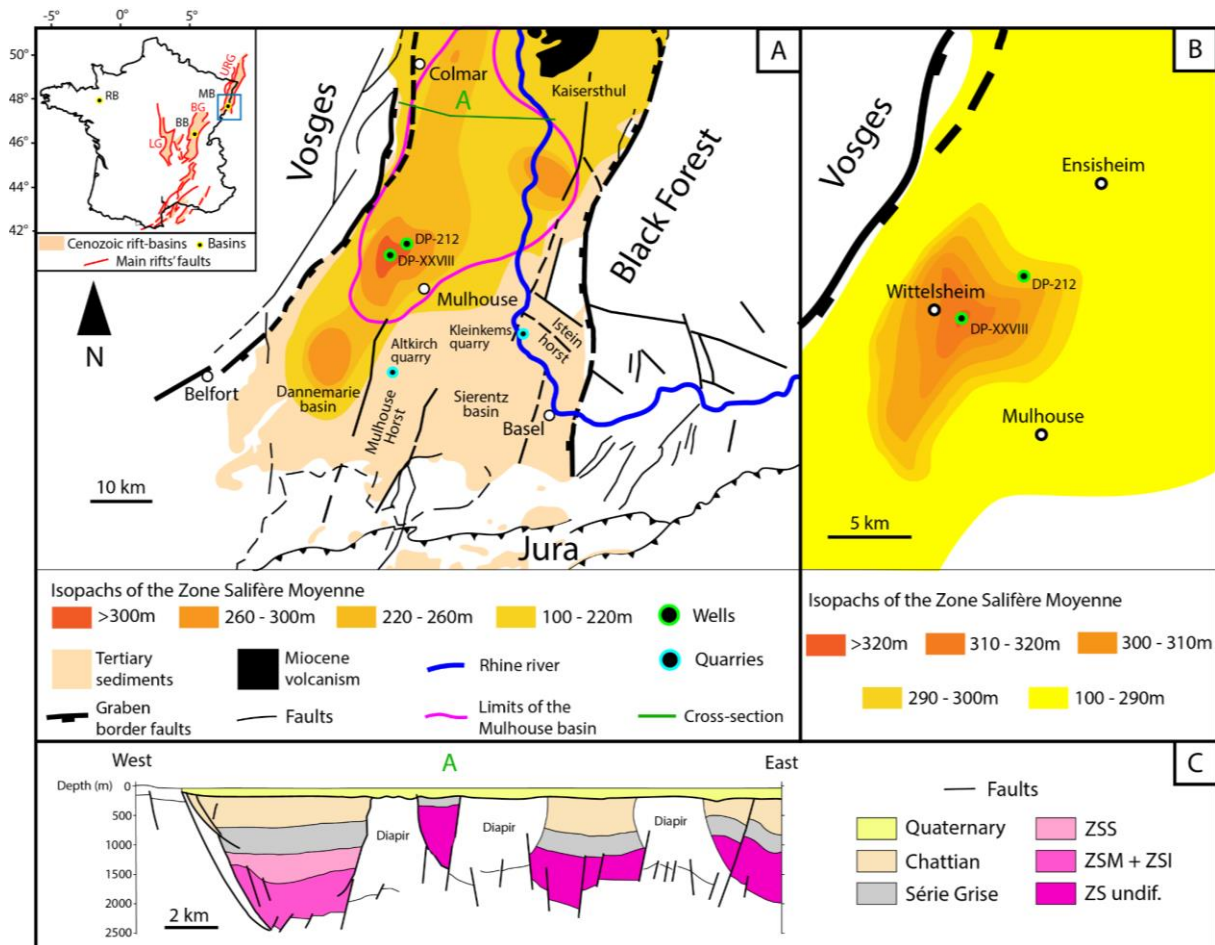 -5°
0°
5°
50°
48°
46°
44°
42°
RB
URG
MB
BG
BB
LG
Cenozoic rift-basins
Basins
Main rifts' faults
N
A
Colmar
Kaisersthul
A
Vosges
Black Forest
DP-212
DP-XXVIII
Mulhouse
Istein
horst
Kleinkems
quarry
Altkirch
quarry
Belfort
Dannemarie
basin
Mulhouse
Horst
Sierentz
basin
Basel
10 km
Jura
B
Vosges
Ensisheim
DP-212
Wittelsheim
DP-XXVIII
Mulhouse
5 km
Isopachs of the Zone Salifère Moyenne
>300m
260 - 300m
220 - 260m
100 - 220m
Wells
Tertiary
sediments
Miocene
volcanism
Rhine river
Quarries
Graben
border faults
Faults
Limits of the
Mulhouse basin
Cross-section
Isopachs of the Zone Salifère Moyenne
>320m
310 - 320m
300 - 310m
290 - 300m
100 - 290m
West
A
East
C
Depth (m)
0
500
1000
1500
2000
2500
Diapir
Diapir
Diapir
2 km
Faults
Quaternary
ZSS
Chattian
ZSM + ZSI
Série Grise
ZS undif.